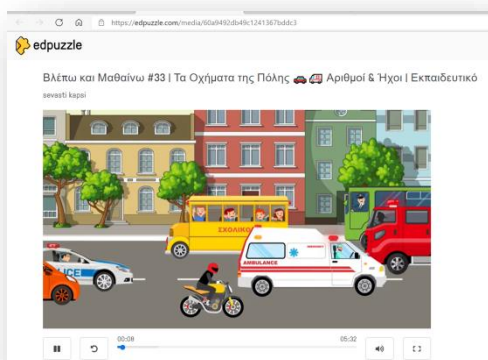 https://edpuzzle.com/media/60a9492db49c1241367bddc3
edpuzzle
Βλέπω και Μαθαίνω #33 | Τα Οχήματα της Πόλης 🚗🚑 Αριθμοί & Ήχοι | Εκπαιδευτικό
sevasti kapsi
ΣΧΟΛΙΚΟ
AMBULANCE
00:08
05:32